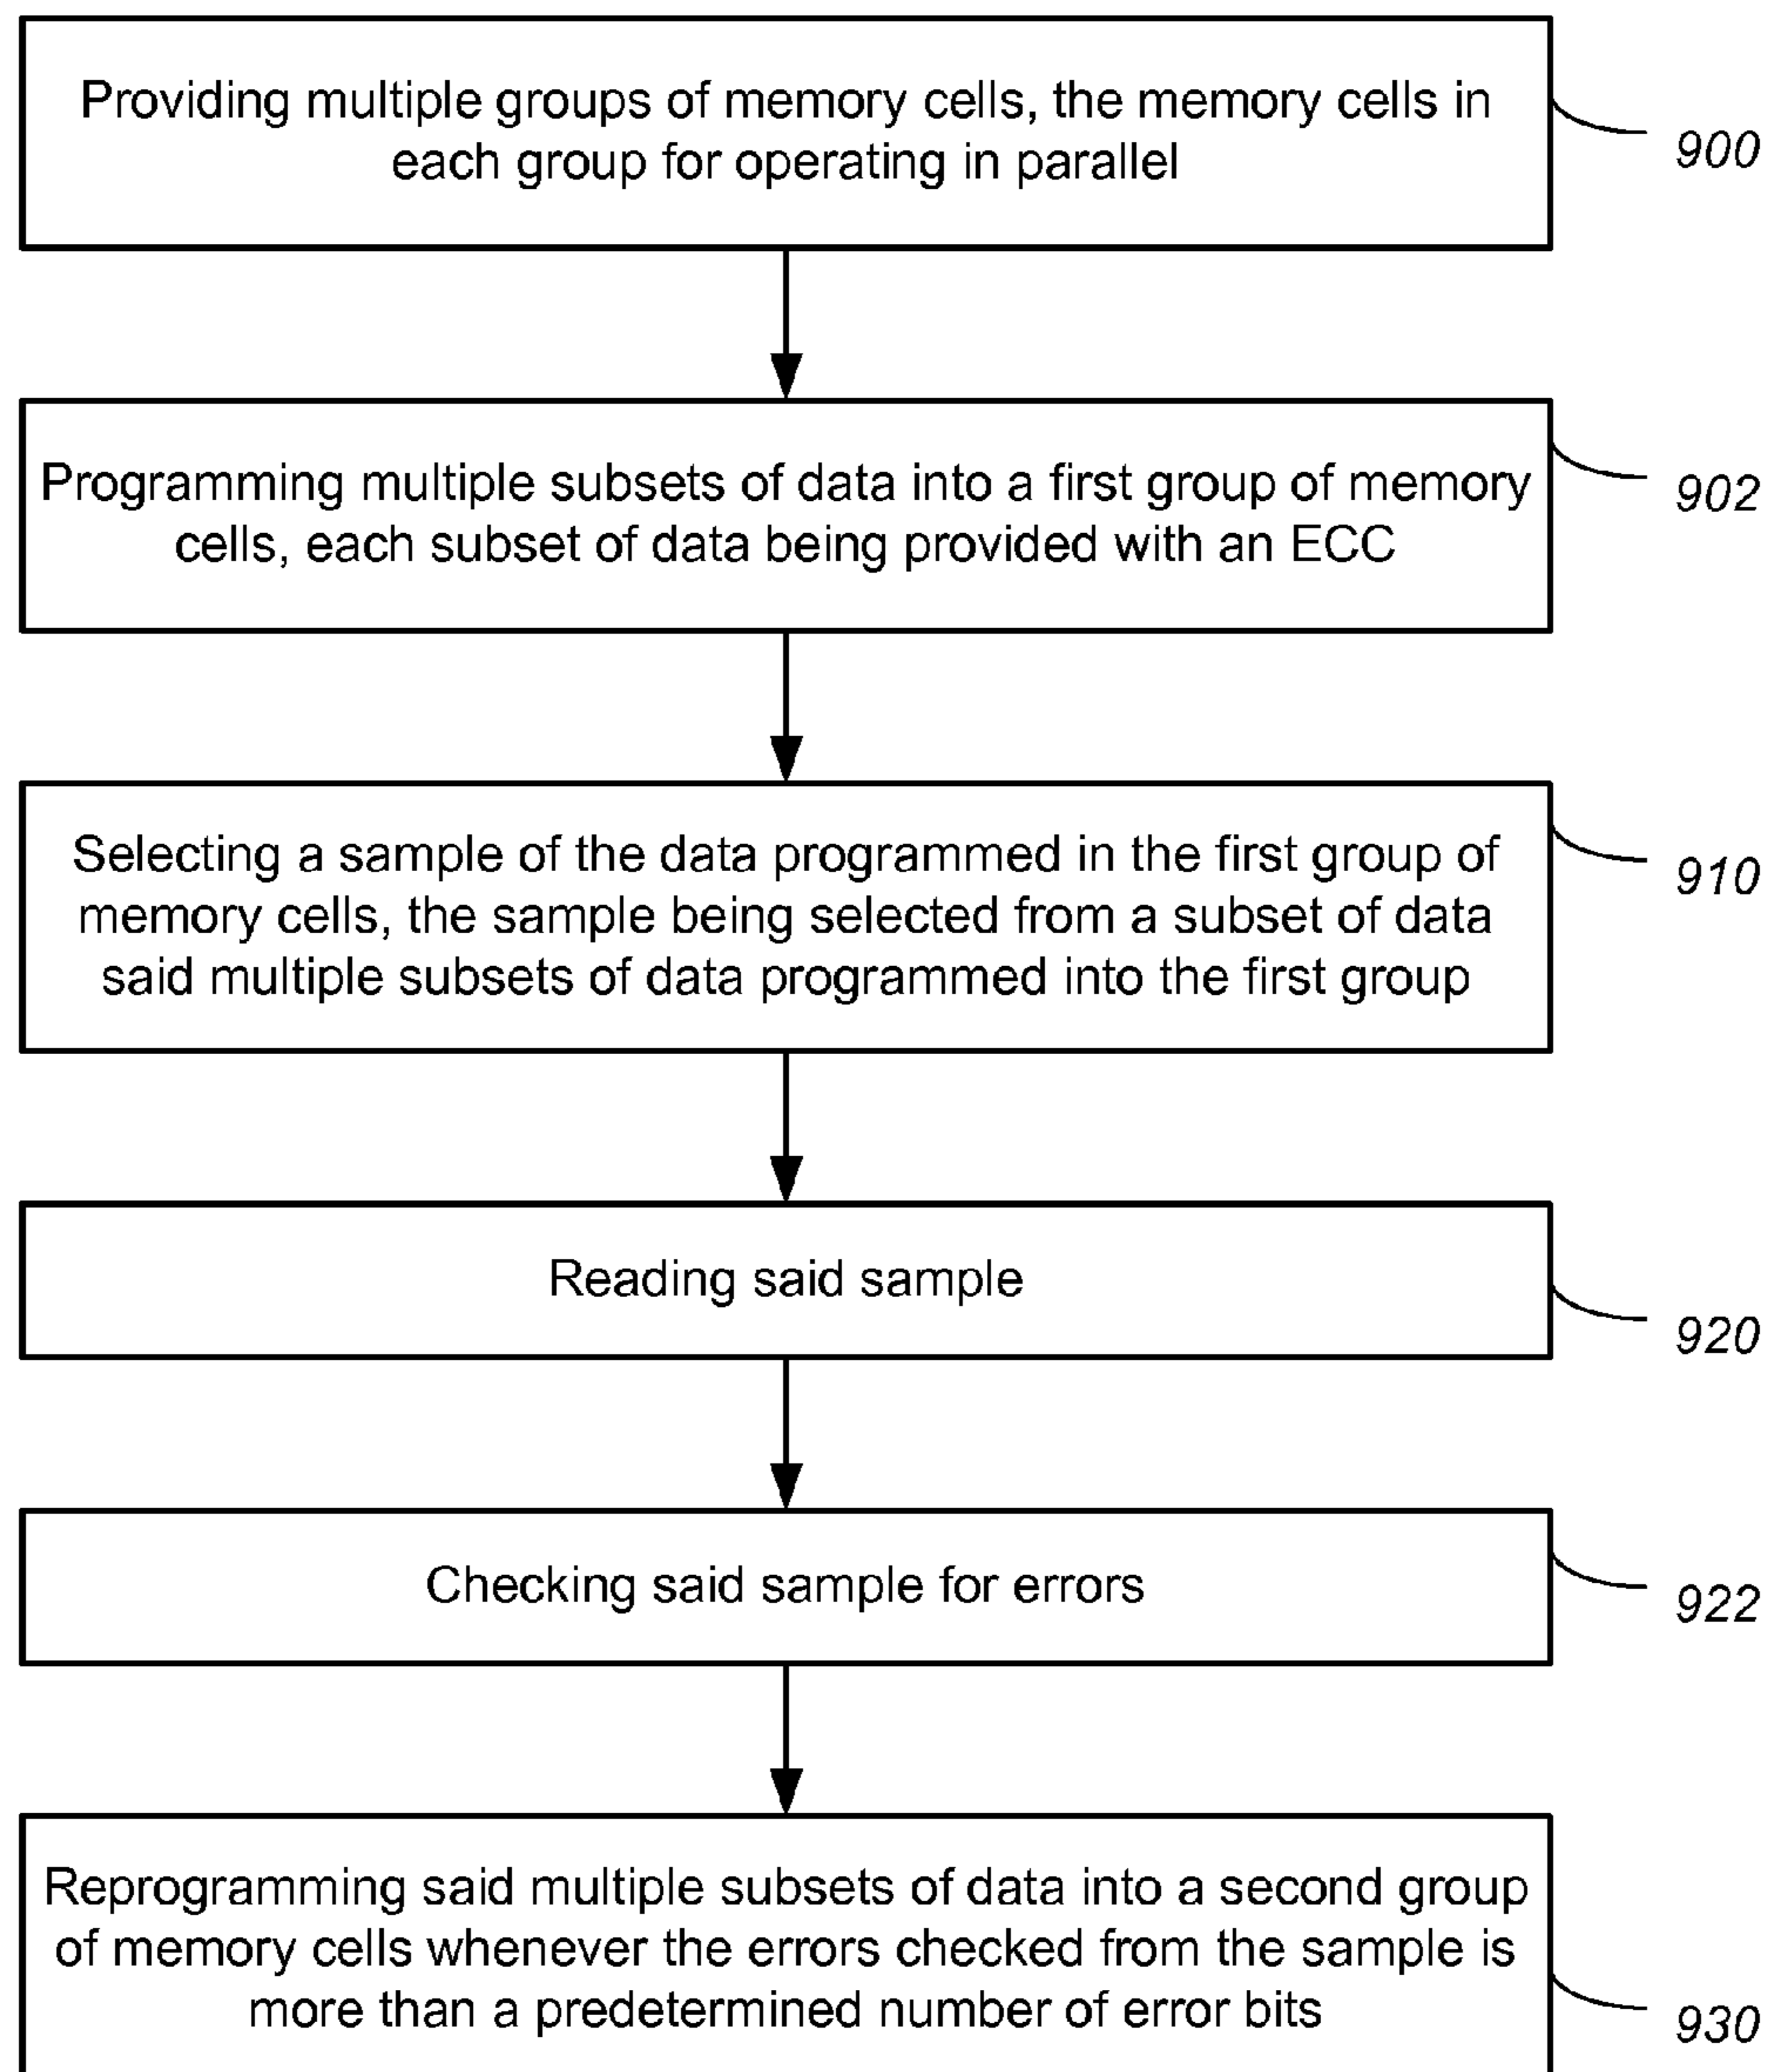 Providing multiple groups of memory cells, the memory cells in
each group for operating in parallel
900
Programming multiple subsets of data into a first group of memory
cells, each subset of data being provided with an ECC
902
Selecting a sample of the data programmed in the first group of
memory cells, the sample being selected from a subset of data
said multiple subsets of data programmed into the first group
910
Reading said sample
920
Checking said sample for errors
922
Reprogramming said multiple subsets of data into a second group
of memory cells whenever the errors checked from the sample is
more than a predetermined number of error bits
930